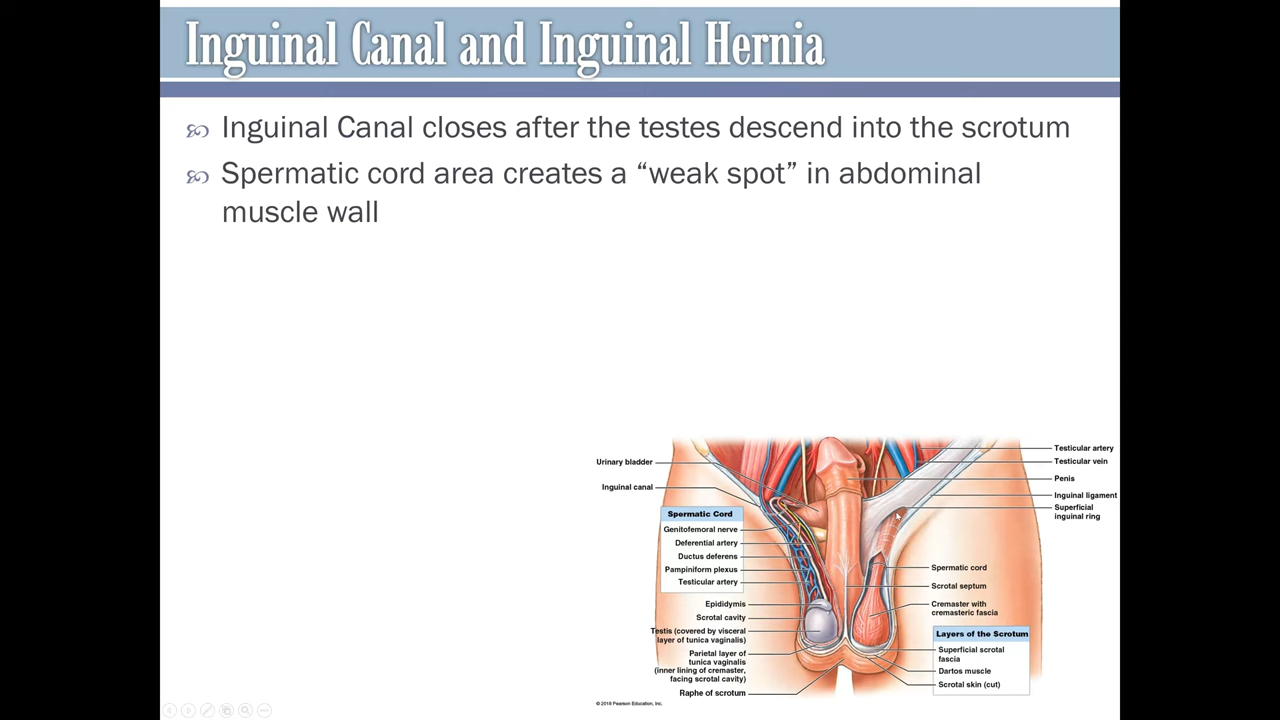 Inguinal Canal and Inguinal Hernia
Inguinal Canal closes after the testes descend into the scrotum
Spermatic cord area creates a “weak spot” in abdominal
muscle wall
Urinary bladder
Inguinal canal
Spermatic Cord
Genitofemoral nerve
Deferential artery
Ductus deferens
Pampiniform plexus
Testicular artery
Epididymis
Scrotal cavity
Testis (covered by visceral
layer of tunica vaginalis)
Parietal layer of
tunica vaginalis
(inner lining of cremaster,
facing scrotal cavity)
Raphe of scrotum
Testicular artery
Testicular vein
Penis
Inguinal ligament
Superficial
inguinal ring
Spermatic cord
Scrotal septum
Cremaster with
cremasteric fascia
Layers of the Scrotum
Superficial scrotal
fascia
Dartos muscle
Scrotal skin (cut)
© 2018 Pearson Education, Inc.